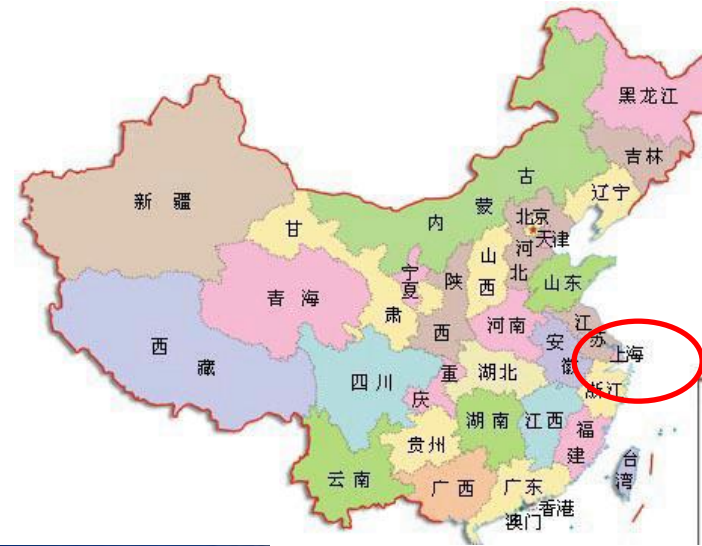 黑龙江
吉林
辽宁
内蒙古
新疆
甘肃
北京
天津
河北
山西
山东
宁夏
陕西
青海
河南
江苏
安徽
上海
西藏
四川
重庆
湖北
浙江
湖南
江西
福建
贵州
云南
广西
广东
台湾
香港
澳门